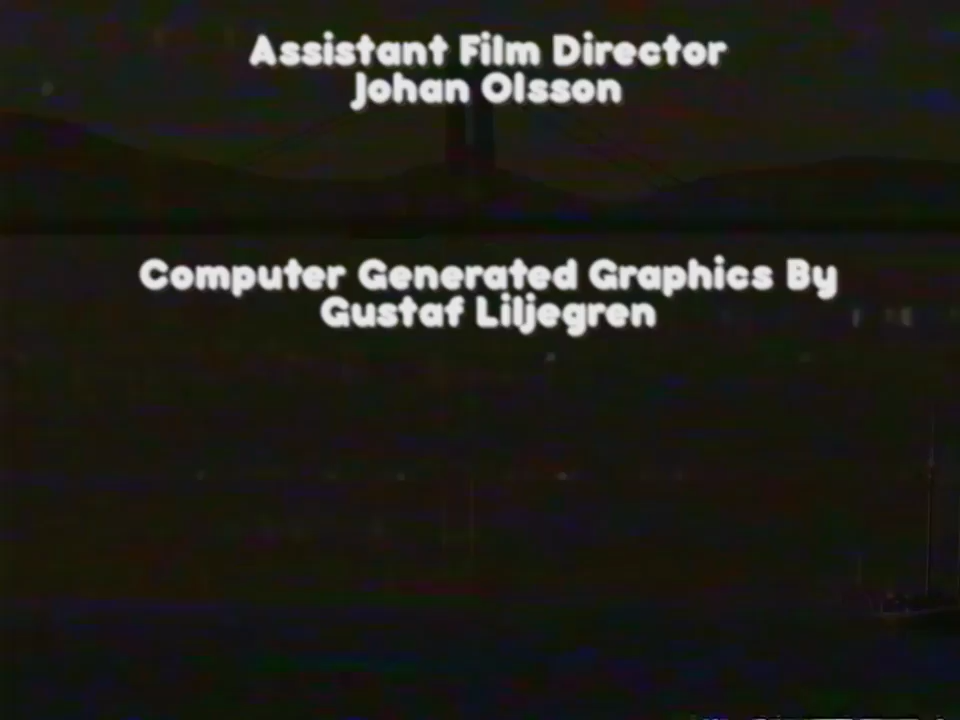 Assistant Film Director
Johan Olsson
Computer Generated Graphics By
Gustaf Liljegren